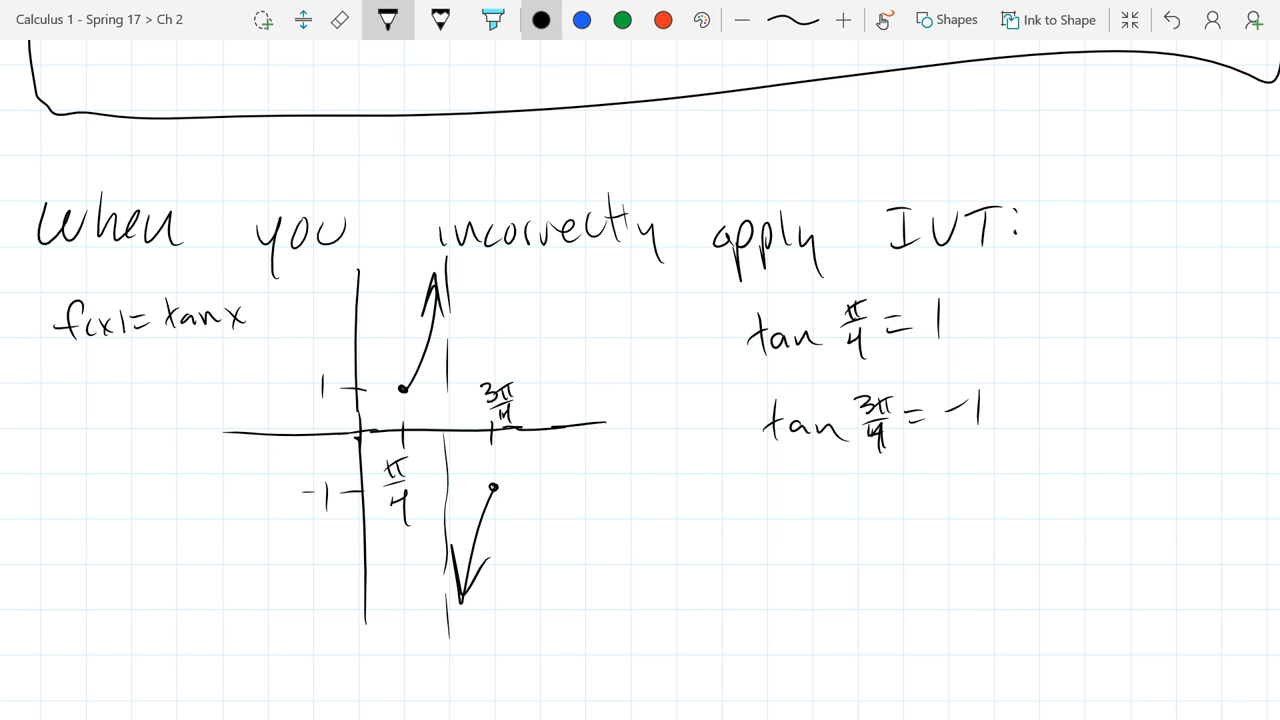 Calculus 1 - Spring 17 > Ch 2
Shapes
Ink to Shape
When you incorrectly apply IVT:
f(x)= tan x
tan π/4 = 1
tan 3π/4 = -1
1
3π/4
π/4
-1